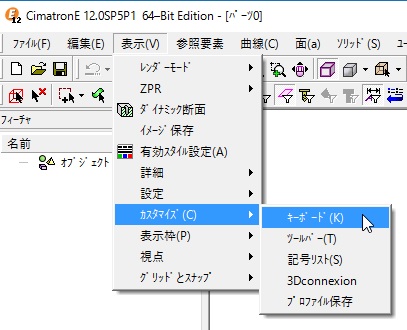 CimatronE 12.0SP5P1 64-Bit Edition - [ﾊﾟｰﾂ0]
ﾌｧｲﾙ(F) 編集(E) 表示(V) 参照要素 曲線(C) 面(a) ｿﾘｯﾄﾞ(S)
ﾌｨｰﾁｬ
名前
ｵﾌﾞｼﾞｪｸﾄ
ﾚﾝﾀﾞｰﾓｰﾄﾞ
ZPR
ﾀﾞｲﾅﾐｯｸ断面
ｲﾒｰｼﾞ保存
有効ｽﾀｲﾙ設定(A)
詳細
設定
ｶｽﾀﾏｲｽﾞ(C)
表示枠(P)
視点
ｸﾞﾘｯﾄﾞとｽﾅｯﾌﾟ
ｷｰﾎﾞｰﾄﾞ(K)
ﾂｰﾙﾊﾞｰ(T)
記号ﾘｽﾄ(S)
3Dconnexion
ﾌﾟﾛﾌｧｲﾙ保存